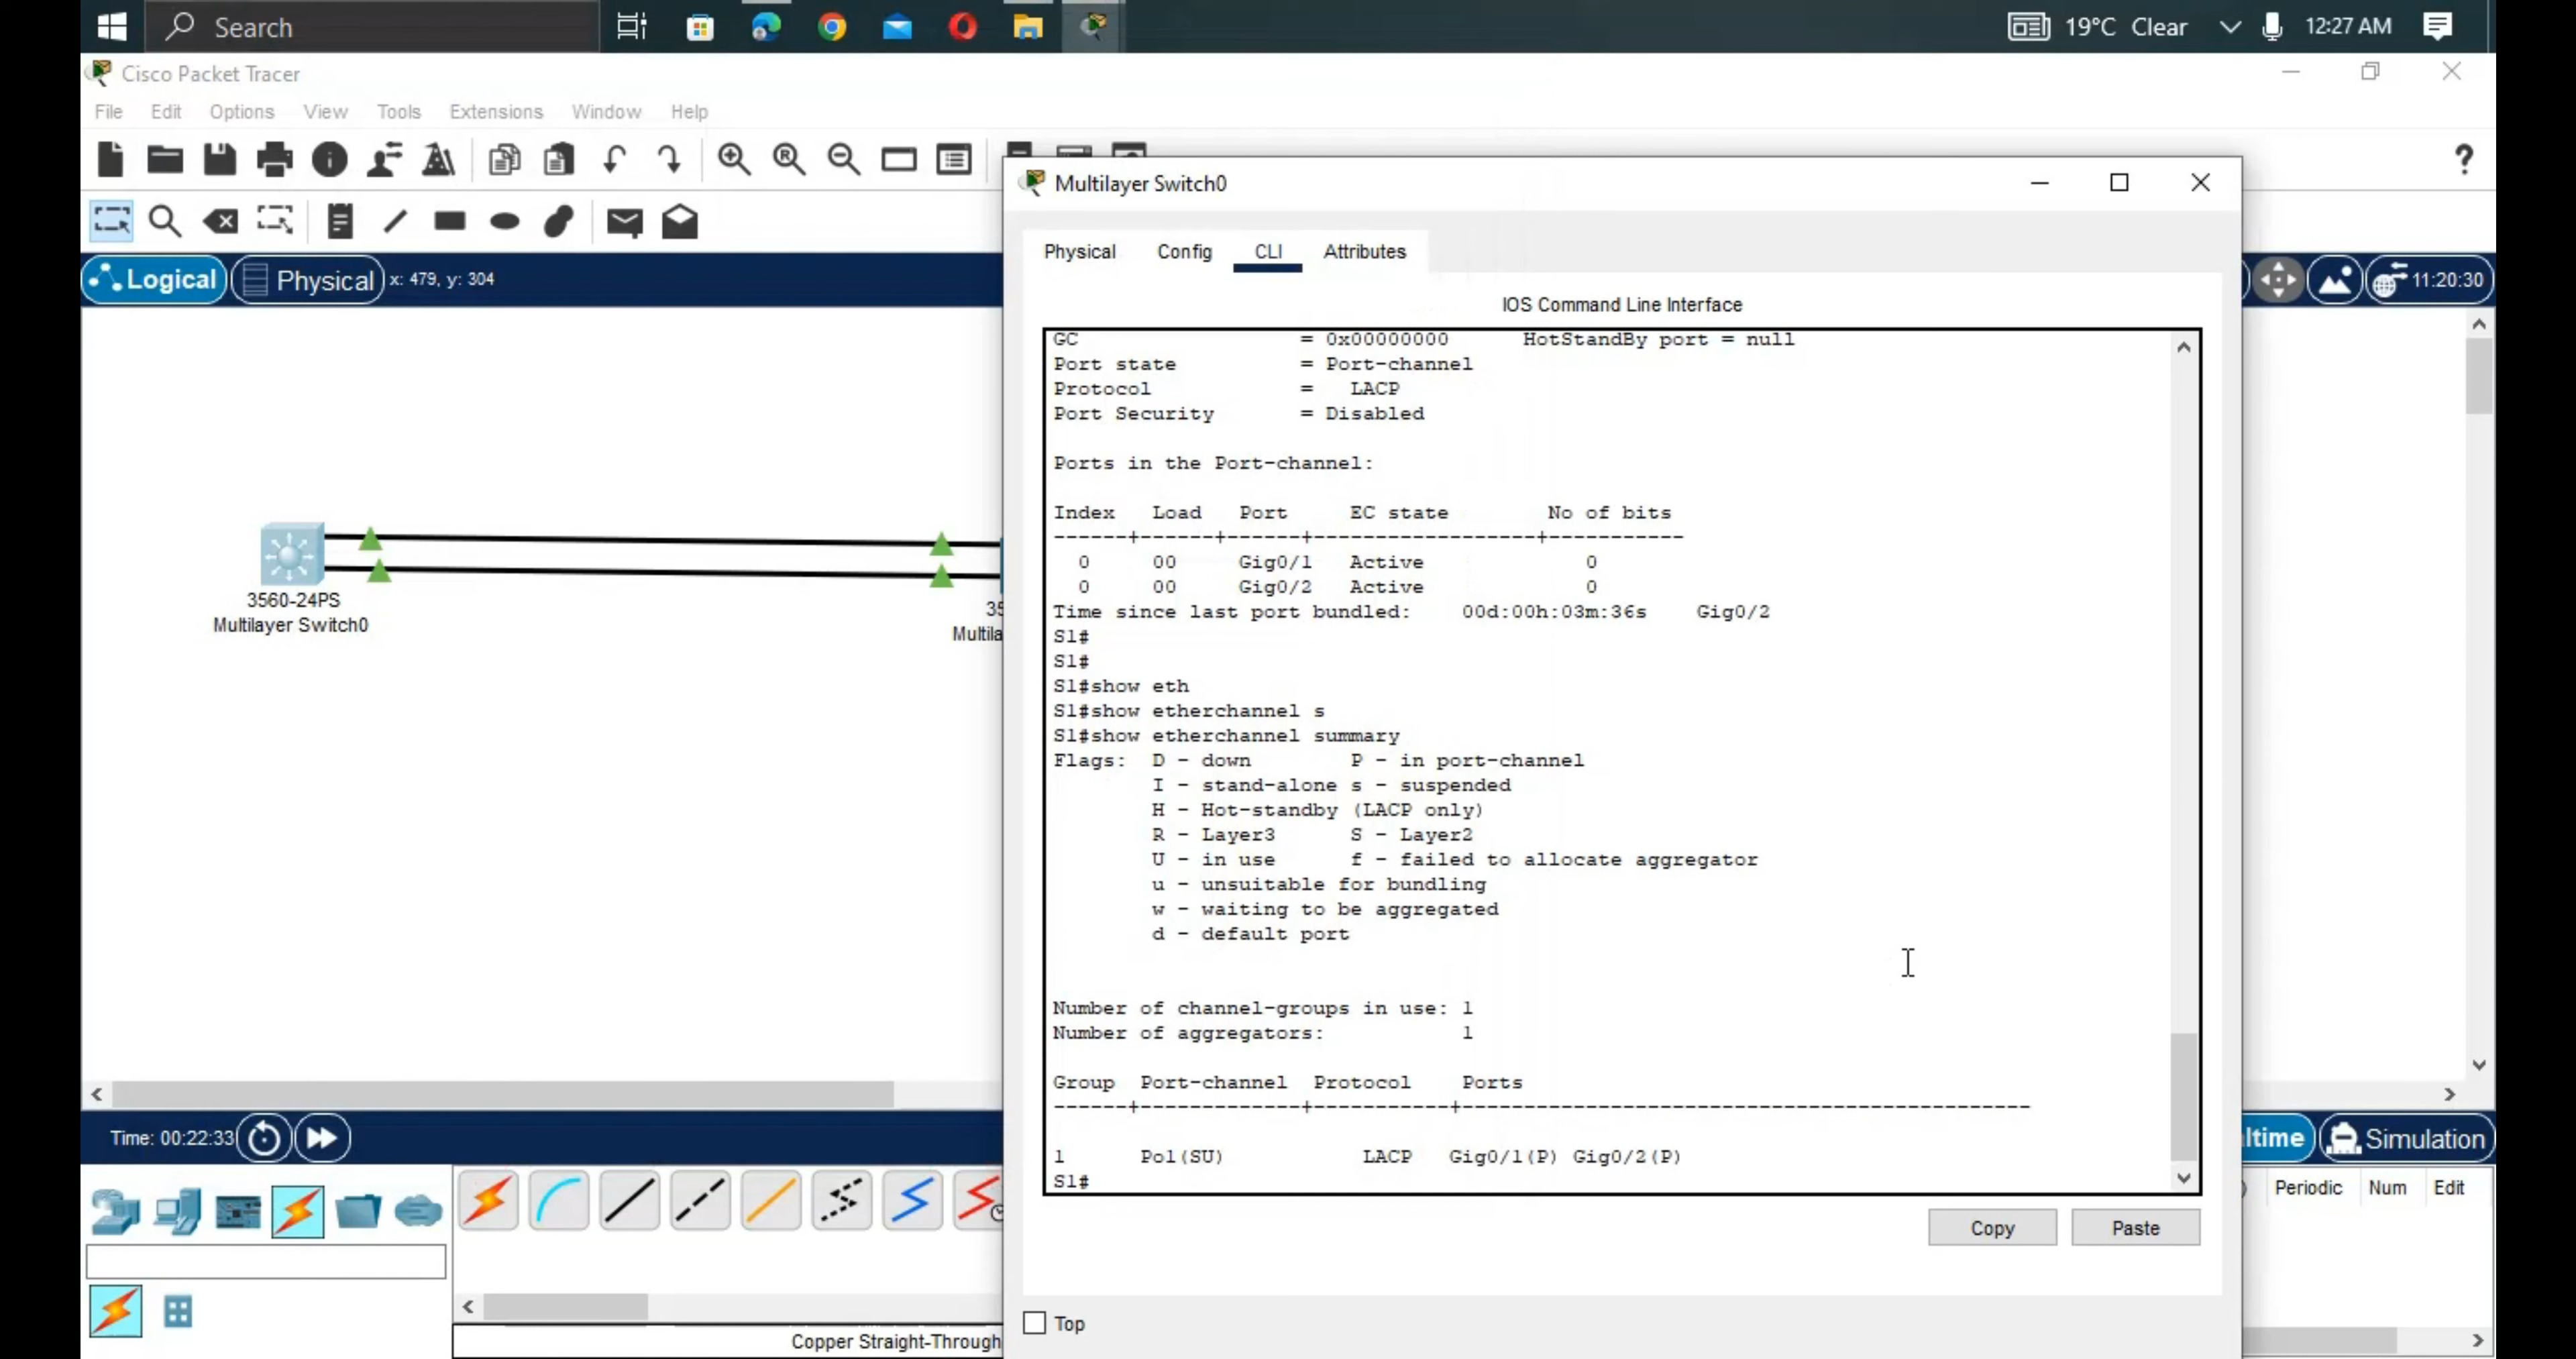 Search
19°C Clear
12:27 AM
Cisco Packet Tracer
File Edit Options View Tools Extensions Window Help
Multilayer Switch0
Physical Config CLI Attributes
Logical Physical x: 479, y: 304
11:20:30
IOS Command Line Interface
GC = 0x00000000 HotStandBy port = null
Port state = Port-channel
Protocol = LACP
Port Security = Disabled
Ports in the Port-channel:
Index Load Port EC state No of bits
------+------+------+------------------+-----------
0 00 Gig0/1 Active 0
0 00 Gig0/2 Active 0
Time since last port bundled: 00d:00h:03m:36s Gig0/2
S1#
S1#
S1#show eth
S1#show etherchannel s
S1#show etherchannel summary
Flags: D - down P - in port-channel
I - stand-alone s - suspended
H - Hot-standby (LACP only)
R - Layer3 S - Layer2
U - in use f - failed to allocate aggregator
u - unsuitable for bundling
w - waiting to be aggregated
d - default port
Number of channel-groups in use: 1
Number of aggregators: 1
Group Port-channel Protocol Ports
------+-------------+-----------+----------------------------------------------
1 Po1(SU) LACP Gig0/1(P) Gig0/2(P)
S1#
Copy Paste
Top
3560-24PS
Multilayer Switch0
35
Multila
Time: 00:22:33
ltime Simulation
Periodic Num Edit
Copper Straight-Through